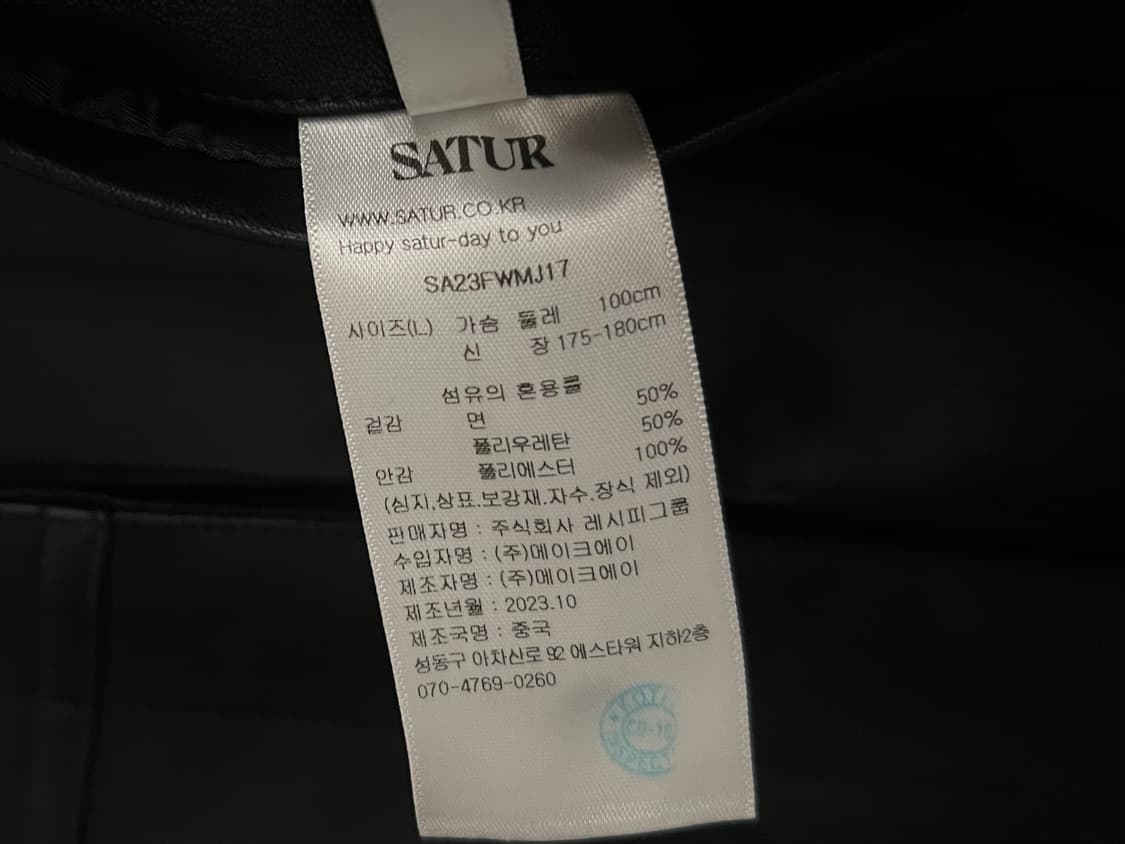 SATUR
WWW.SATUR.CO.KR
Happy satur-day to you
SA23FWMJ17
사이즈(L) 가슴 둘레 100cm
신 장 175-180cm
섬유의 혼용률
겉감 면 50%
폴리우레탄 50%
안감 폴리에스터 100%
(심지,상표.보강재.자수.장식 제외)
판매자명 : 주식회사 레시피그룹
수입자명 : (주)메이크에이
제조자명 : (주)메이크에이
제조년월 : 2023.10
제조국명 : 중국
성동구 아차산로 92 에스타워 지하2층
070-4769-0260